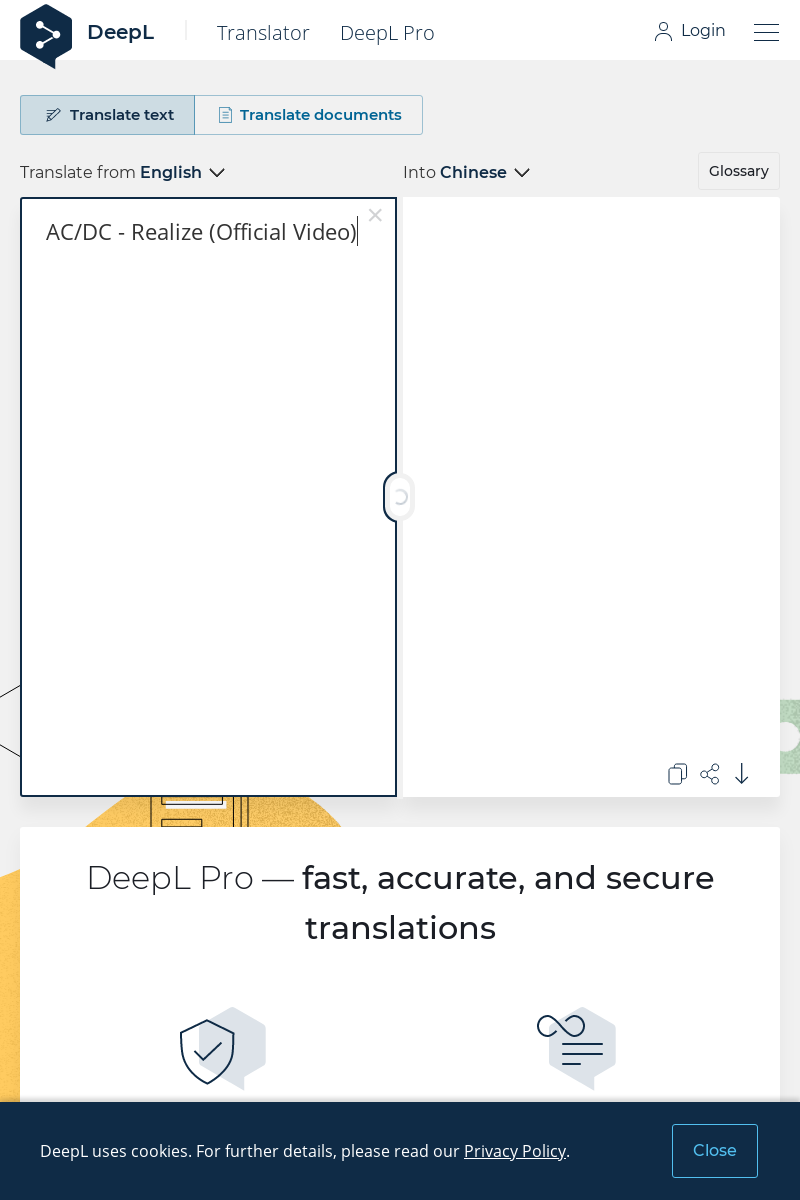 DeepL
Translator
DeepL Pro
Login
Translate text
Translate documents
Translate from English
Into Chinese
Glossary
AC/DC - Realize (Official Video)
DeepL Pro — fast, accurate, and secure
translations
DeepL uses cookies. For further details, please read our Privacy Policy.
Close